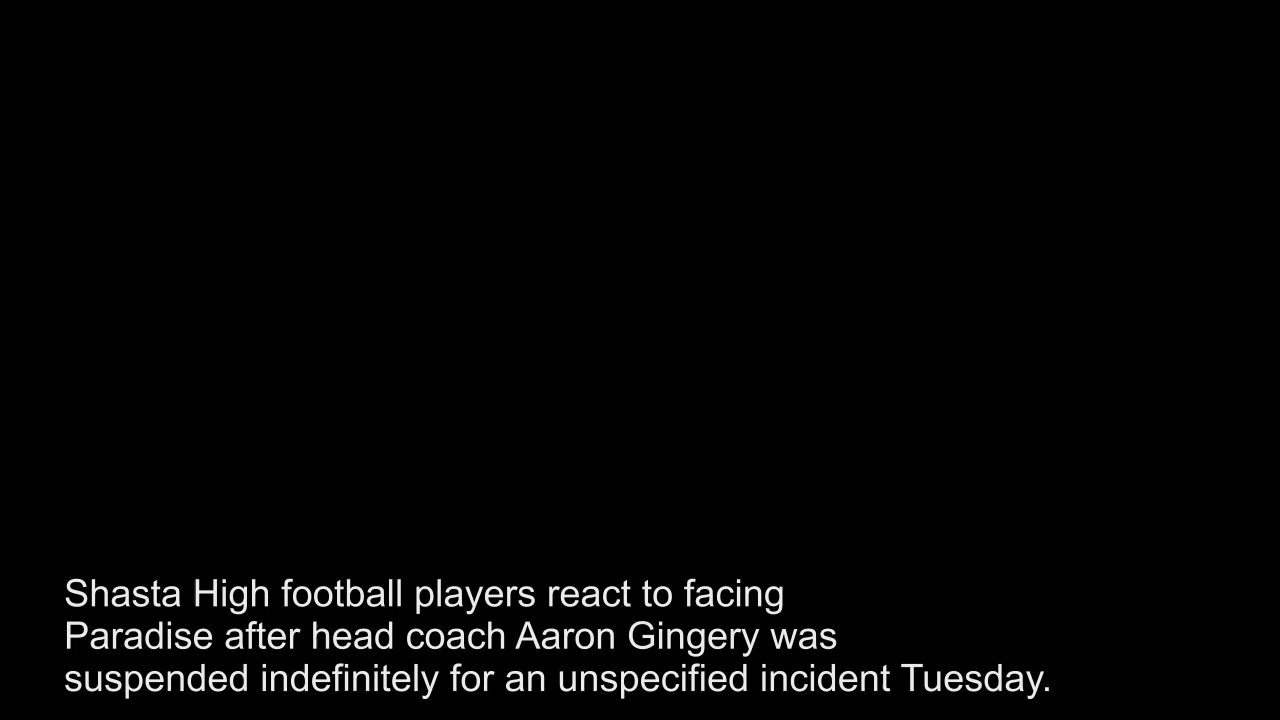 Shasta High football players react to facing
Paradise after head coach Aaron Gingery was
suspended indefinitely for an unspecified incident Tuesday.